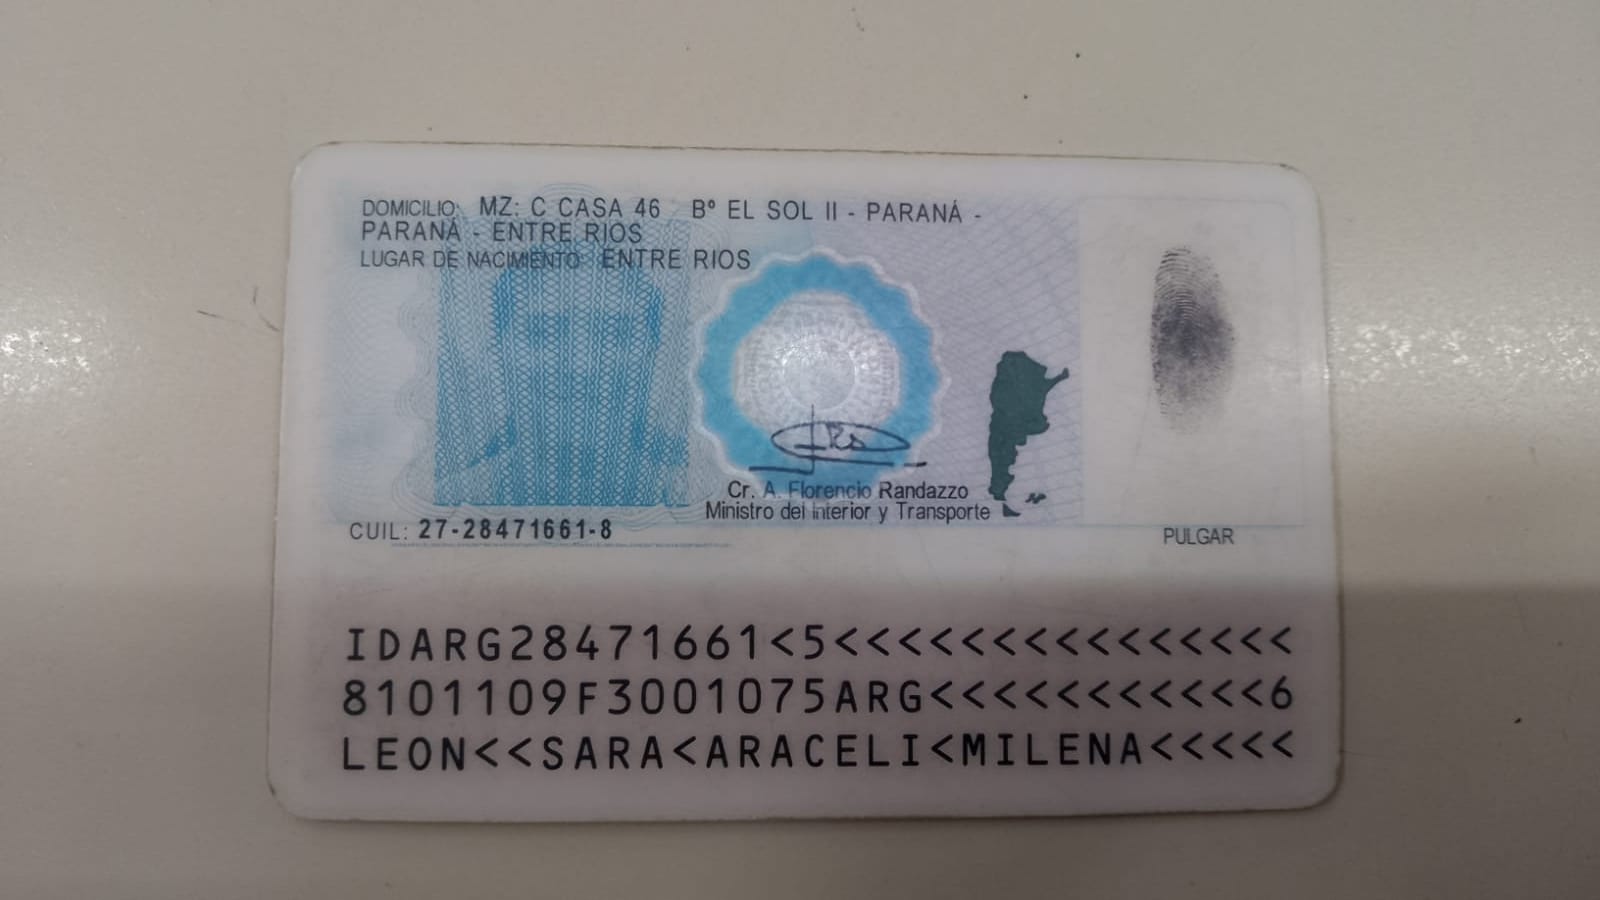 DOMICILIO: MZ: C CASA 46 Bº EL SOL II - PARANÁ -
PARANÁ - ENTRE RIOS
LUGAR DE NACIMIENTO: ENTRE RIOS
Cr. A. Florencio Randazzo
Ministro del Interior y Transporte
CUIL: 27-28471661-8
PULGAR
IDARG28471661<5<<<<<<<<<<<<<<<
8101109F3001075ARG<<<<<<<<<<<6
LEON<<SARA<ARACELI<MILENA<<<<<